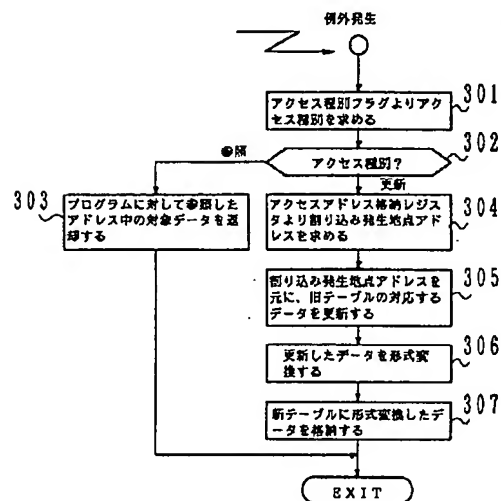 例外発生
301
アクセス種別フラグよりアクセス種別を求める
302
参照
アクセス種別?
更新
303
プログラムに対して参照した
アドレス中の対象データを返
却する
304
アクセスアドレス格納レジス
タより割り込み発生地点アド
レスを求める
305
割り込み発生地点アドレスを
元に、旧テーブルの対応する
データを更新する
306
更新したデータを形式変
換する
307
新テーブルに形式変換したデ
ータを格納する
EXIT